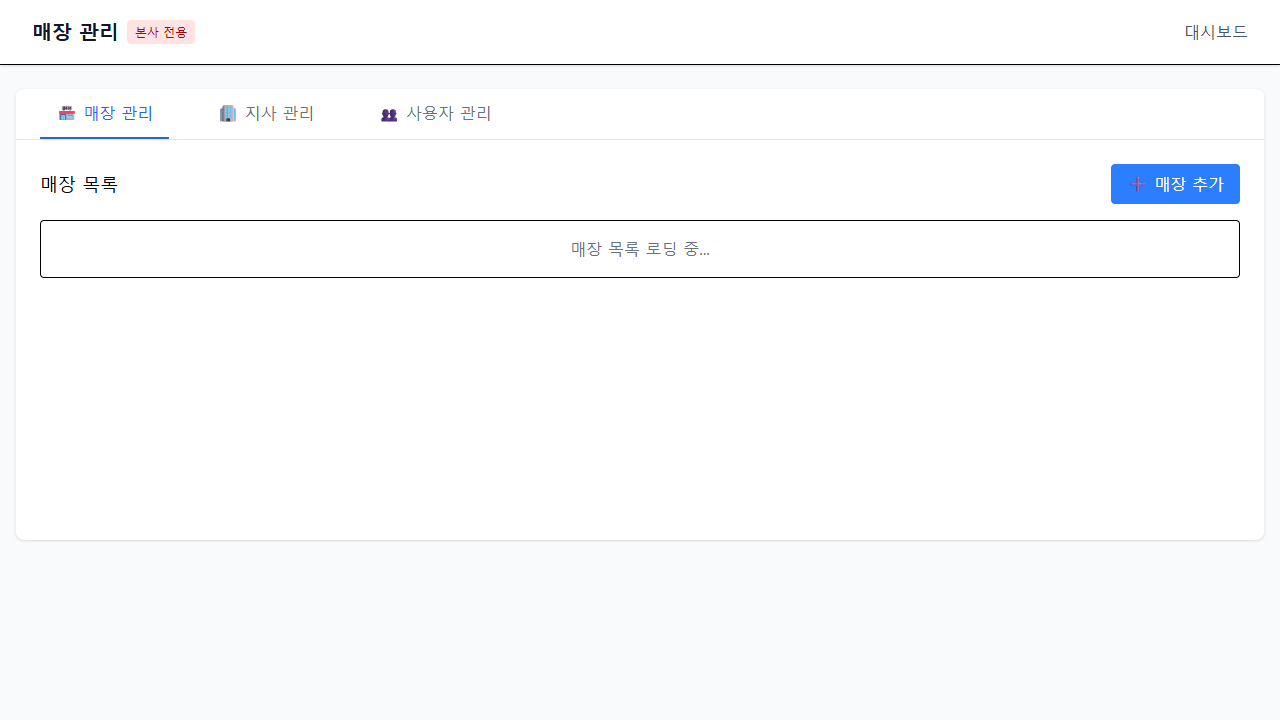 매장 관리 본사 전용 대시보드
🏪 매장 관리 🏢 지사 관리 👥 사용자 관리
매장 목록 ➕ 매장 추가
매장 목록 로딩 중...